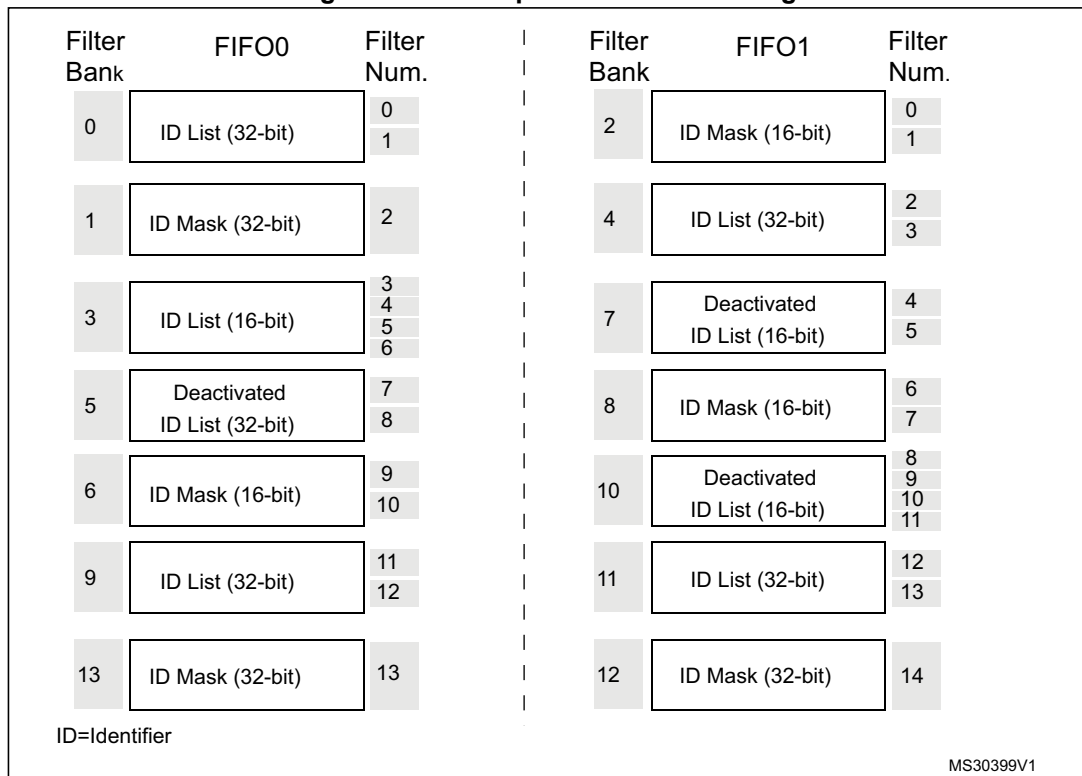 Filter Bank
FIFO0
Filter Num.
0
ID List (32-bit)
0
1
1
ID Mask (32-bit)
2
3
ID List (16-bit)
3
4
5
6
5
Deactivated
ID List (32-bit)
7
8
6
ID Mask (16-bit)
9
10
9
ID List (32-bit)
11
12
13
ID Mask (32-bit)
13
Filter Bank
FIFO1
Filter Num.
2
ID Mask (16-bit)
0
1
4
ID List (32-bit)
2
3
7
Deactivated
ID List (16-bit)
4
5
8
ID Mask (16-bit)
6
7
10
Deactivated
ID List (16-bit)
8
9
10
11
11
ID List (32-bit)
12
13
12
ID Mask (32-bit)
14
ID=Identifier
MS30399V1